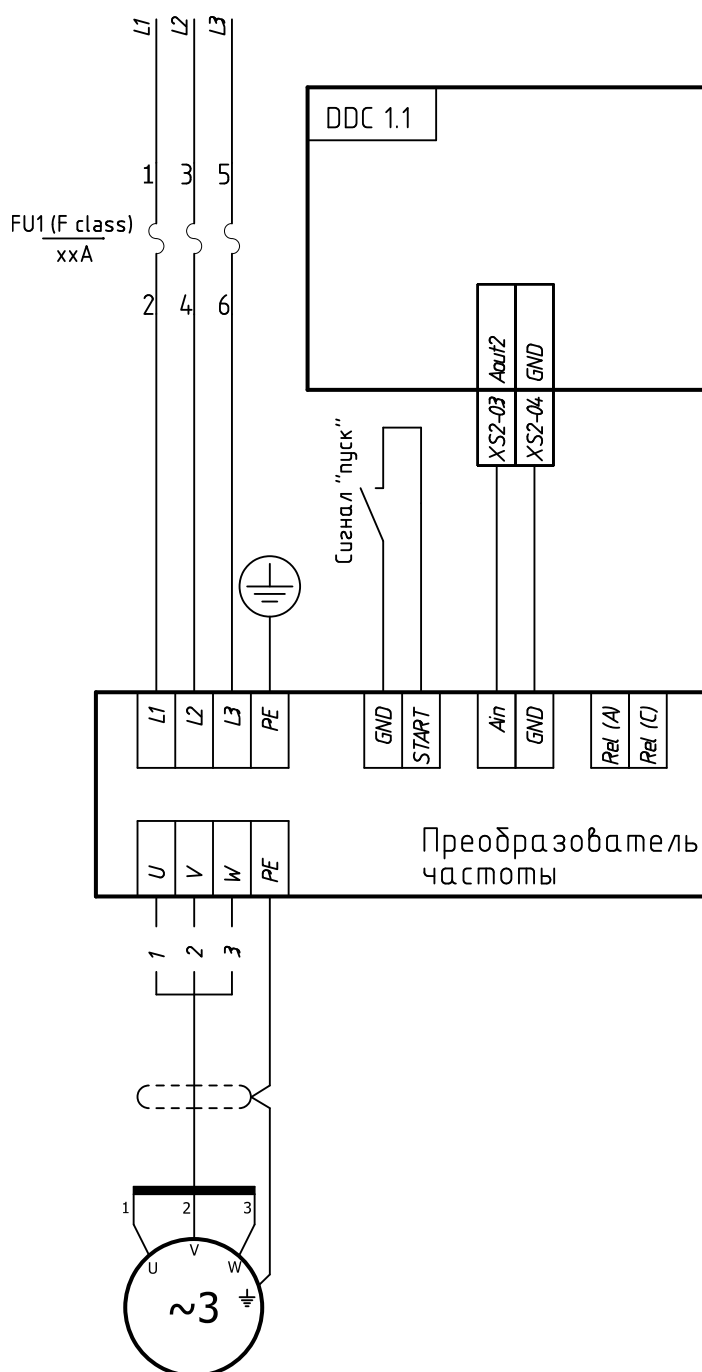 L1 L2 L3
DDC 1.1
1 3 5
FU1 (F class)
xxA
2 4 6
Aout2 GND
XS2-03 XS2-04
Сигнал "пуск"
L1 L2 L3 PE
GND START
Ain GND
Rel (A) Rel (C)
Преобразователь
частоты
U V W PE
1 2 3
1 2 3
U V W
~3